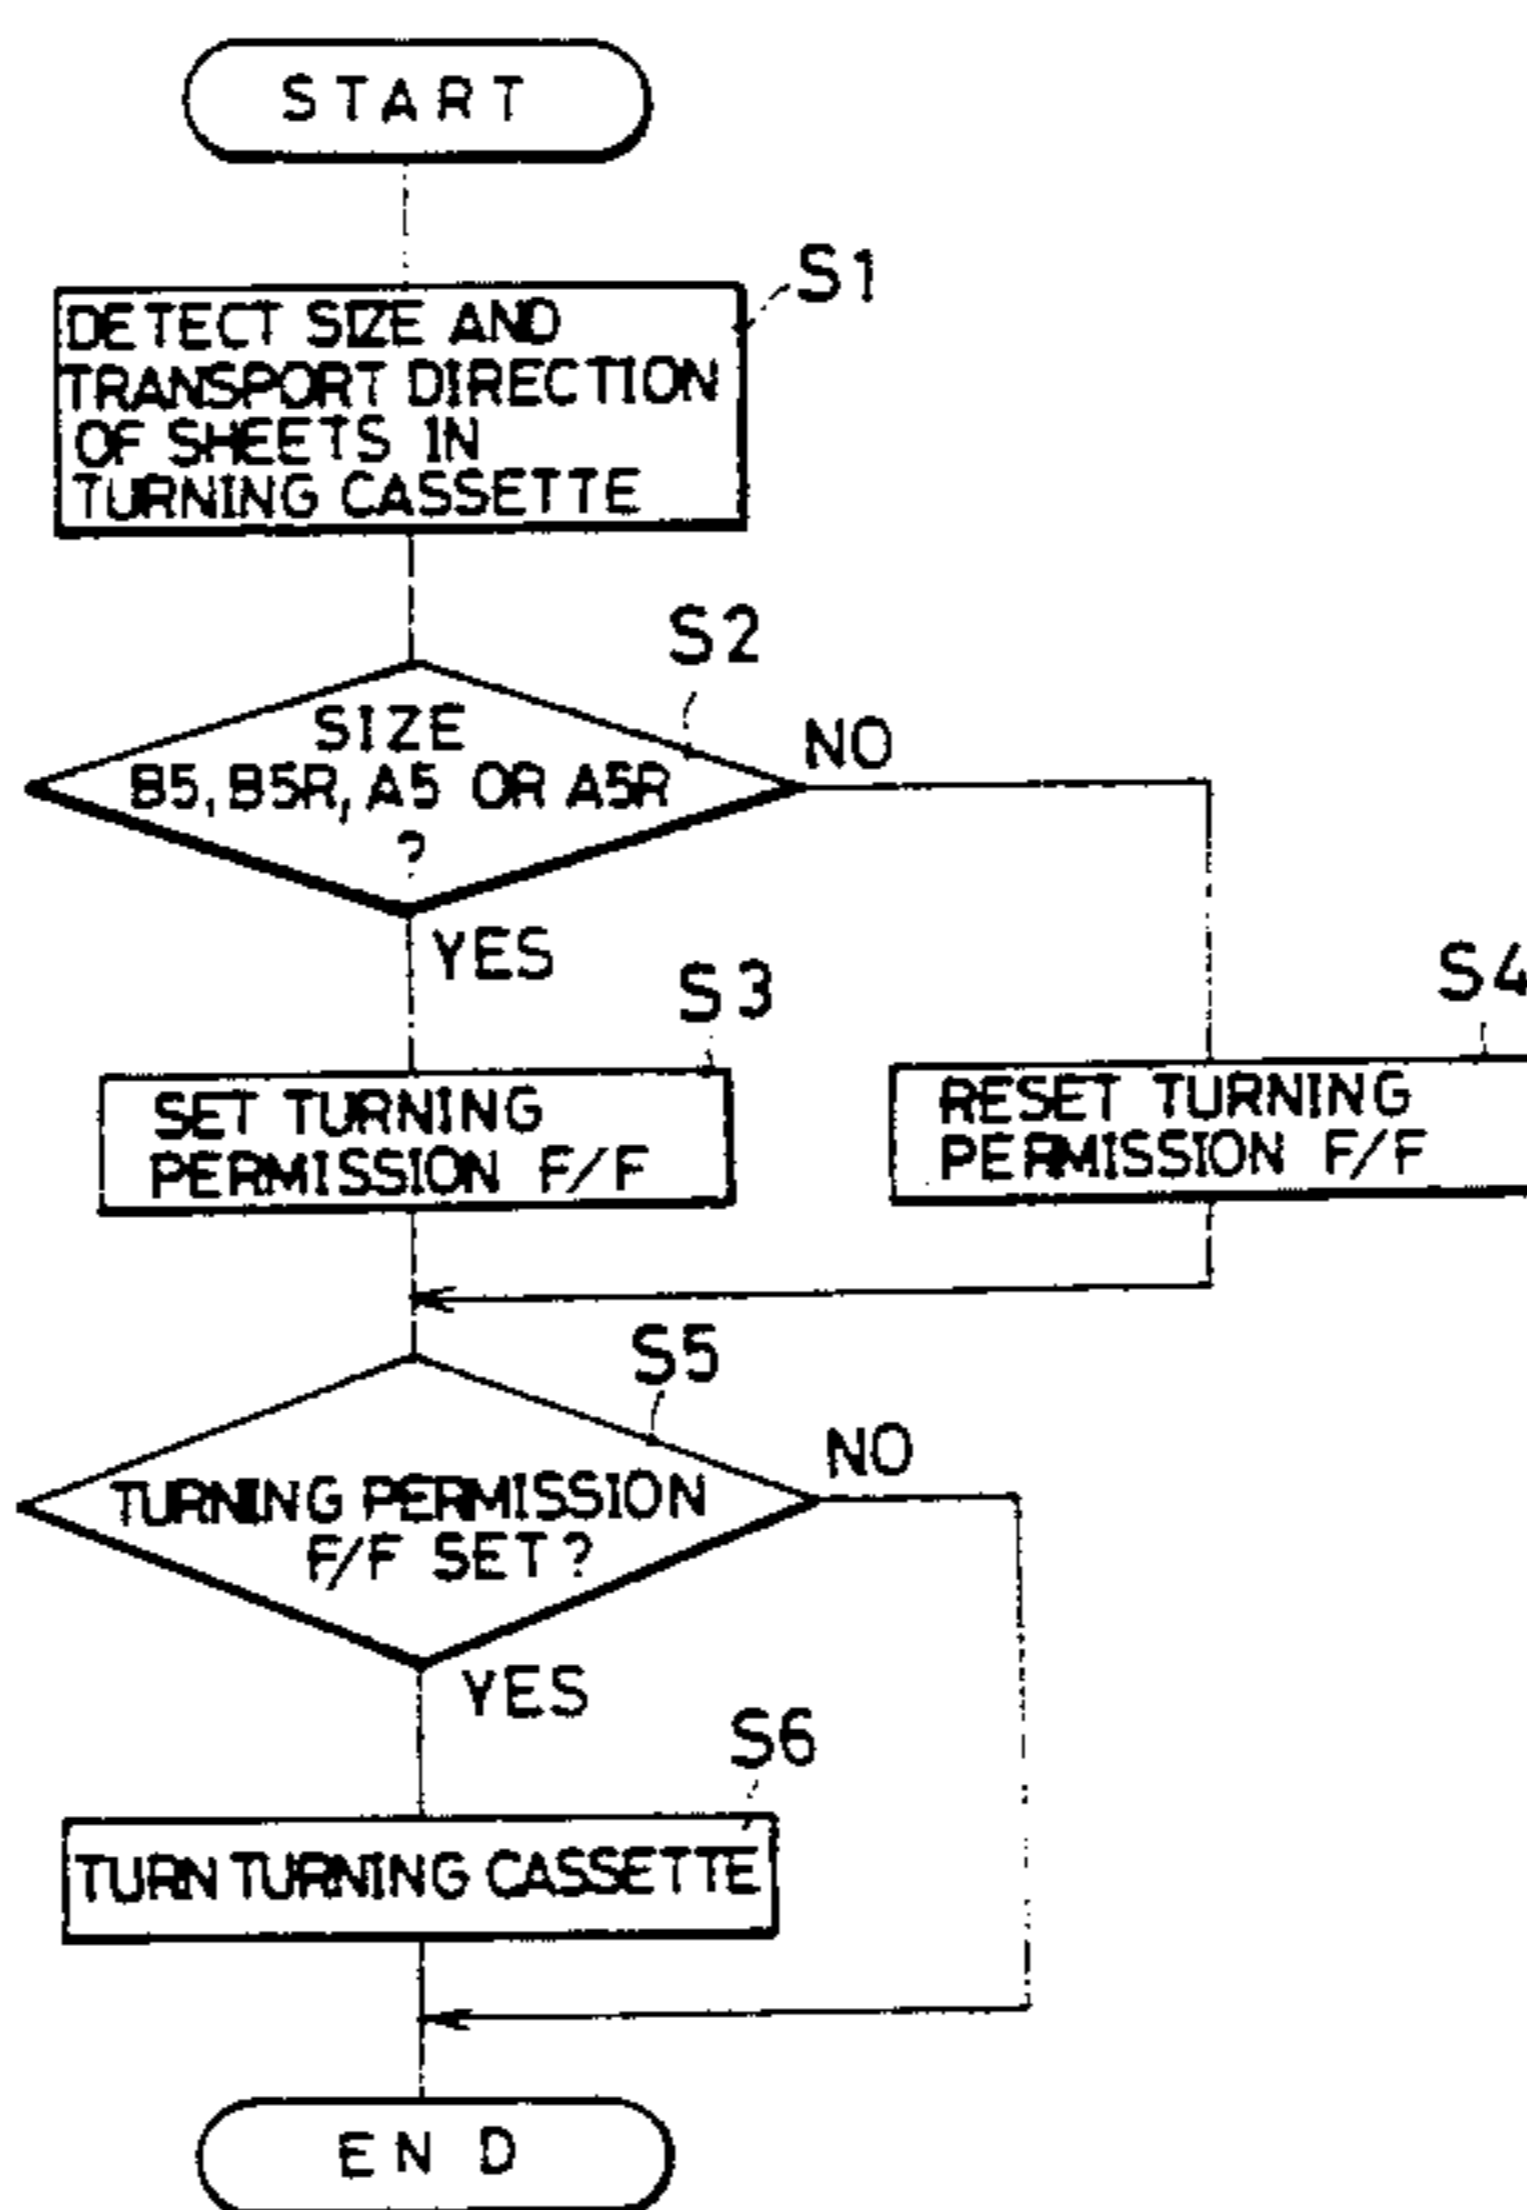 START
S1
DETECT SIZE AND
TRANSPORT DIRECTION
OF SHEETS IN
TURNING CASSETTE
S2
SIZE
B5, B5R, A5 OR A5R
?
NO
YES
S3
SET TURNING
PERMISSION F/F
S4
RESET TURNING
PERMISSION F/F
S5
TURNING PERMISSION
F/F SET?
NO
YES
S6
TURN TURNING CASSETTE
END